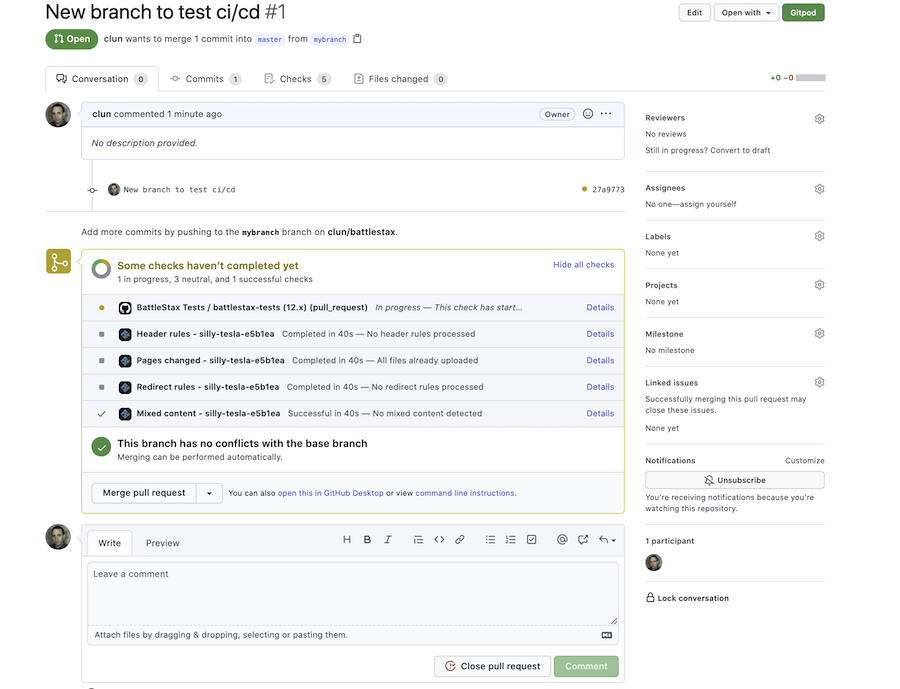 New branch to test ci/cd #1
Edit
Open with
Gitpod
Open
clun wants to merge 1 commit into master from mybranch
Conversation 0
Commits 1
Checks 5
Files changed 0
+0 −0
clun commented 1 minute ago
Owner
No description provided.
New branch to test ci/cd
27a9773
Add more commits by pushing to the mybranch branch on clun/battlestax.
Some checks haven't completed yet
Hide all checks
1 in progress, 3 neutral, and 1 successful checks
BattleStax Tests / battlestax-tests (12.x) (pull_request) In progress — This check has start...
Details
Header rules - silly-tesla-e5b1ea Completed in 40s — No header rules processed
Details
Pages changed - silly-tesla-e5b1ea Completed in 40s — All files already uploaded
Details
Redirect rules - silly-tesla-e5b1ea Completed in 40s — No redirect rules processed
Details
Mixed content - silly-tesla-e5b1ea Successful in 40s — No mixed content detected
Details
This branch has no conflicts with the base branch
Merging can be performed automatically.
Merge pull request
You can also open this in GitHub Desktop or view command line instructions.
Write
Preview
Leave a comment
Attach files by dragging & dropping, selecting or pasting them.
Close pull request
Comment
Reviewers
No reviews
Still in progress? Convert to draft
Assignees
No one—assign yourself
Labels
None yet
Projects
None yet
Milestone
No milestone
Linked issues
Successfully merging this pull request may
close these issues.
None yet
Notifications
Customize
Unsubscribe
You're receiving notifications because you're
watching this repository.
1 participant
Lock conversation